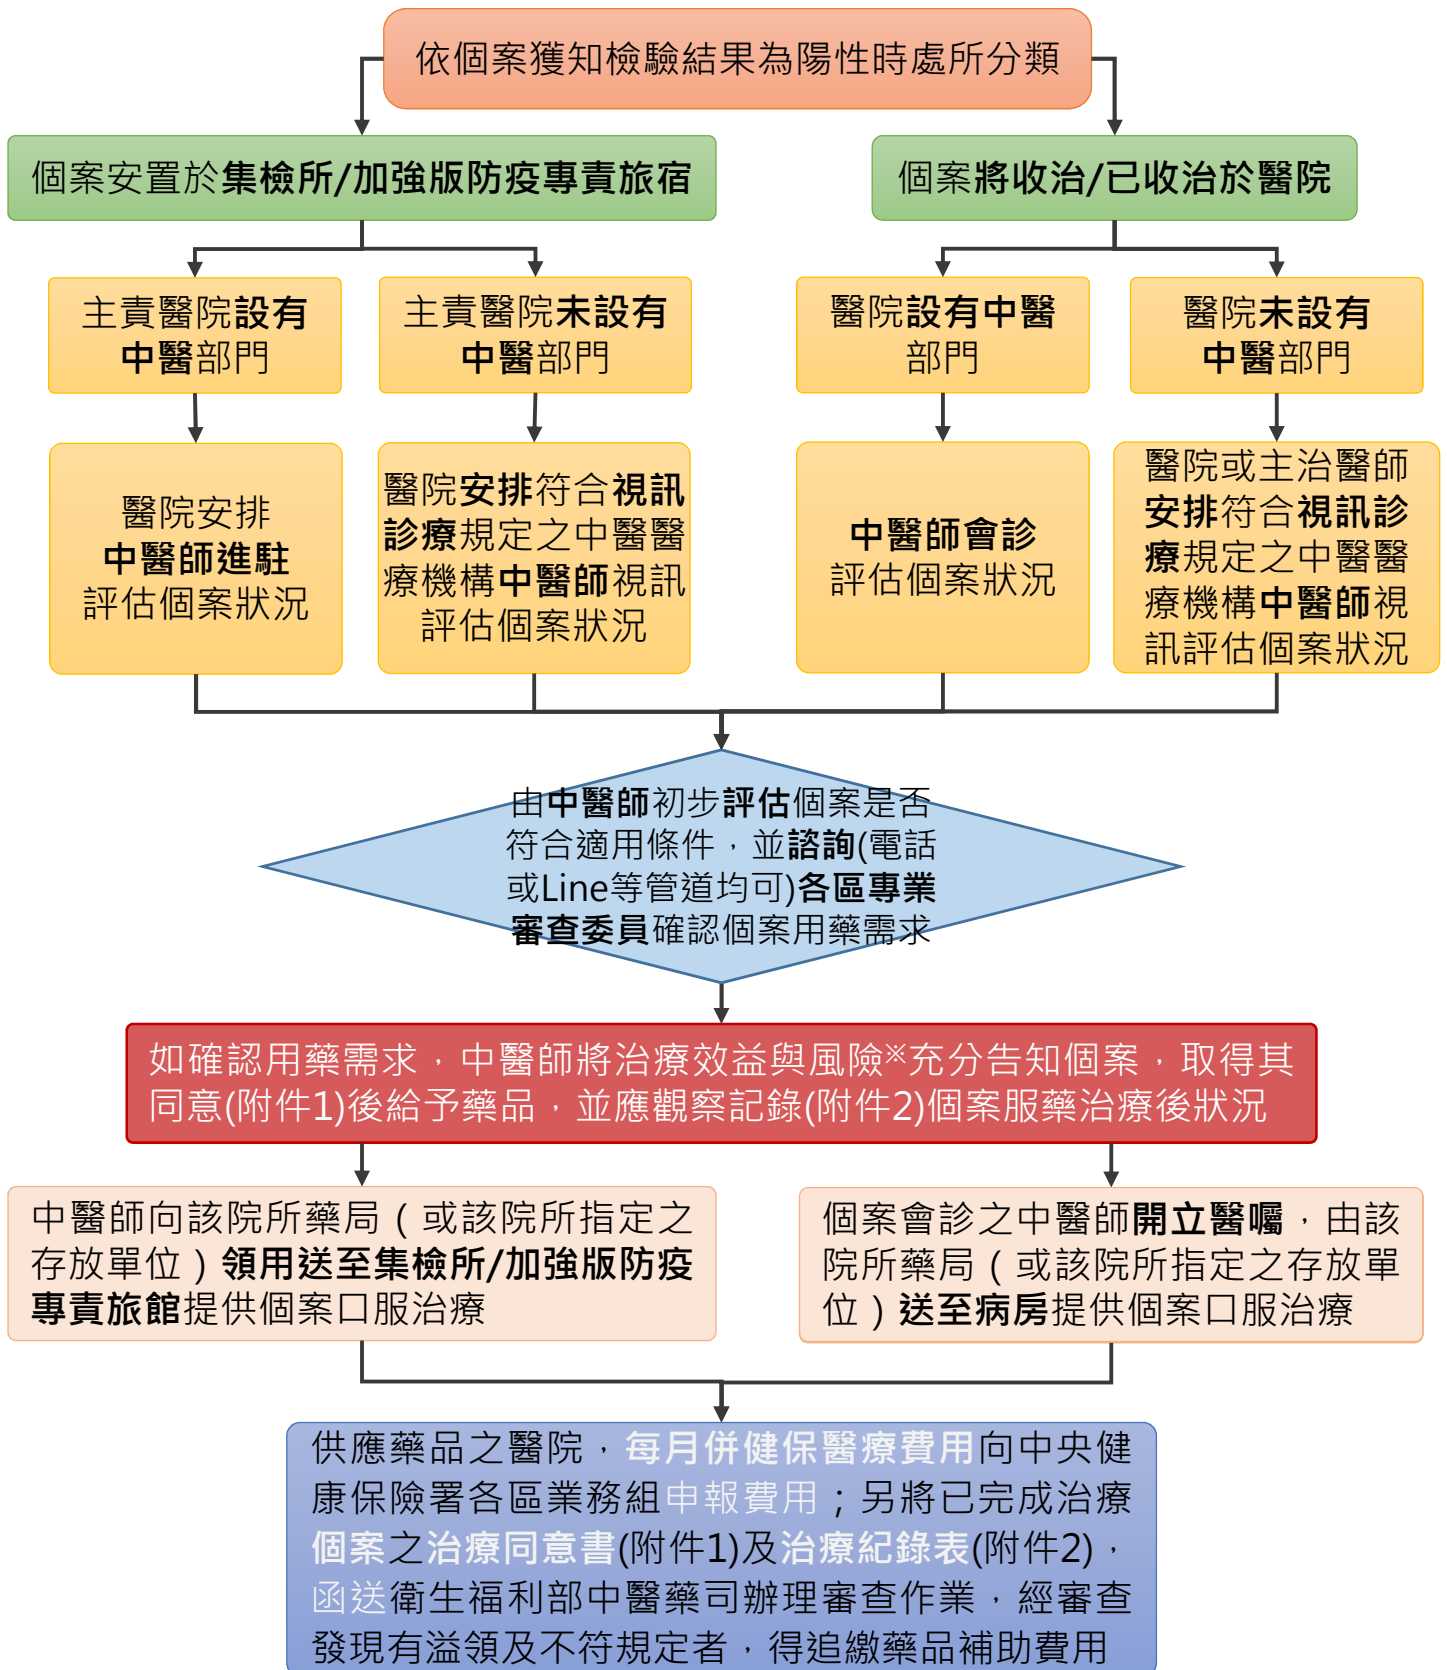 依個案獲知檢驗結果為陽性時處所分類
個案安置於集檢所/加強版防疫專責旅宿
個案將收治/已收治於醫院
主責醫院設有
中醫部門
主責醫院未設有
中醫部門
醫院設有中醫
部門
醫院未設有
中醫部門
醫院安排
中醫師進駐
評估個案狀況
醫院安排符合視訊
診療規定之中醫醫
療機構中醫師視訊
評估個案狀況
中醫師會診
評估個案狀況
醫院或主治醫師
安排符合視訊診
療規定之中醫醫
療機構中醫師視
訊評估個案狀況
由中醫師初步評估個案是否
符合適用條件，並諮詢(電話
或Line等管道均可)各區專業
審查委員確認個案用藥需求
如確認用藥需求，中醫師將治療效益與風險※充分告知個案，取得其
同意(附件1)後給予藥品，並應觀察記錄(附件2)個案服藥治療後狀況
中醫師向該院所藥局（或該院所指定之
存放單位）領用送至集檢所/加強版防疫
專責旅館提供個案口服治療
個案會診之中醫師開立醫囑，由該
院所藥局（或該院所指定之存放單
位）送至病房提供個案口服治療
供應藥品之醫院，每月併健保醫療費用向中央健
康保險署各區業務組申報費用；另將已完成治療
個案之治療同意書(附件1)及治療紀錄表(附件2)，
函送衛生福利部中醫藥司辦理審查作業，經審查
發現有溢領及不符規定者，得追繳藥品補助費用